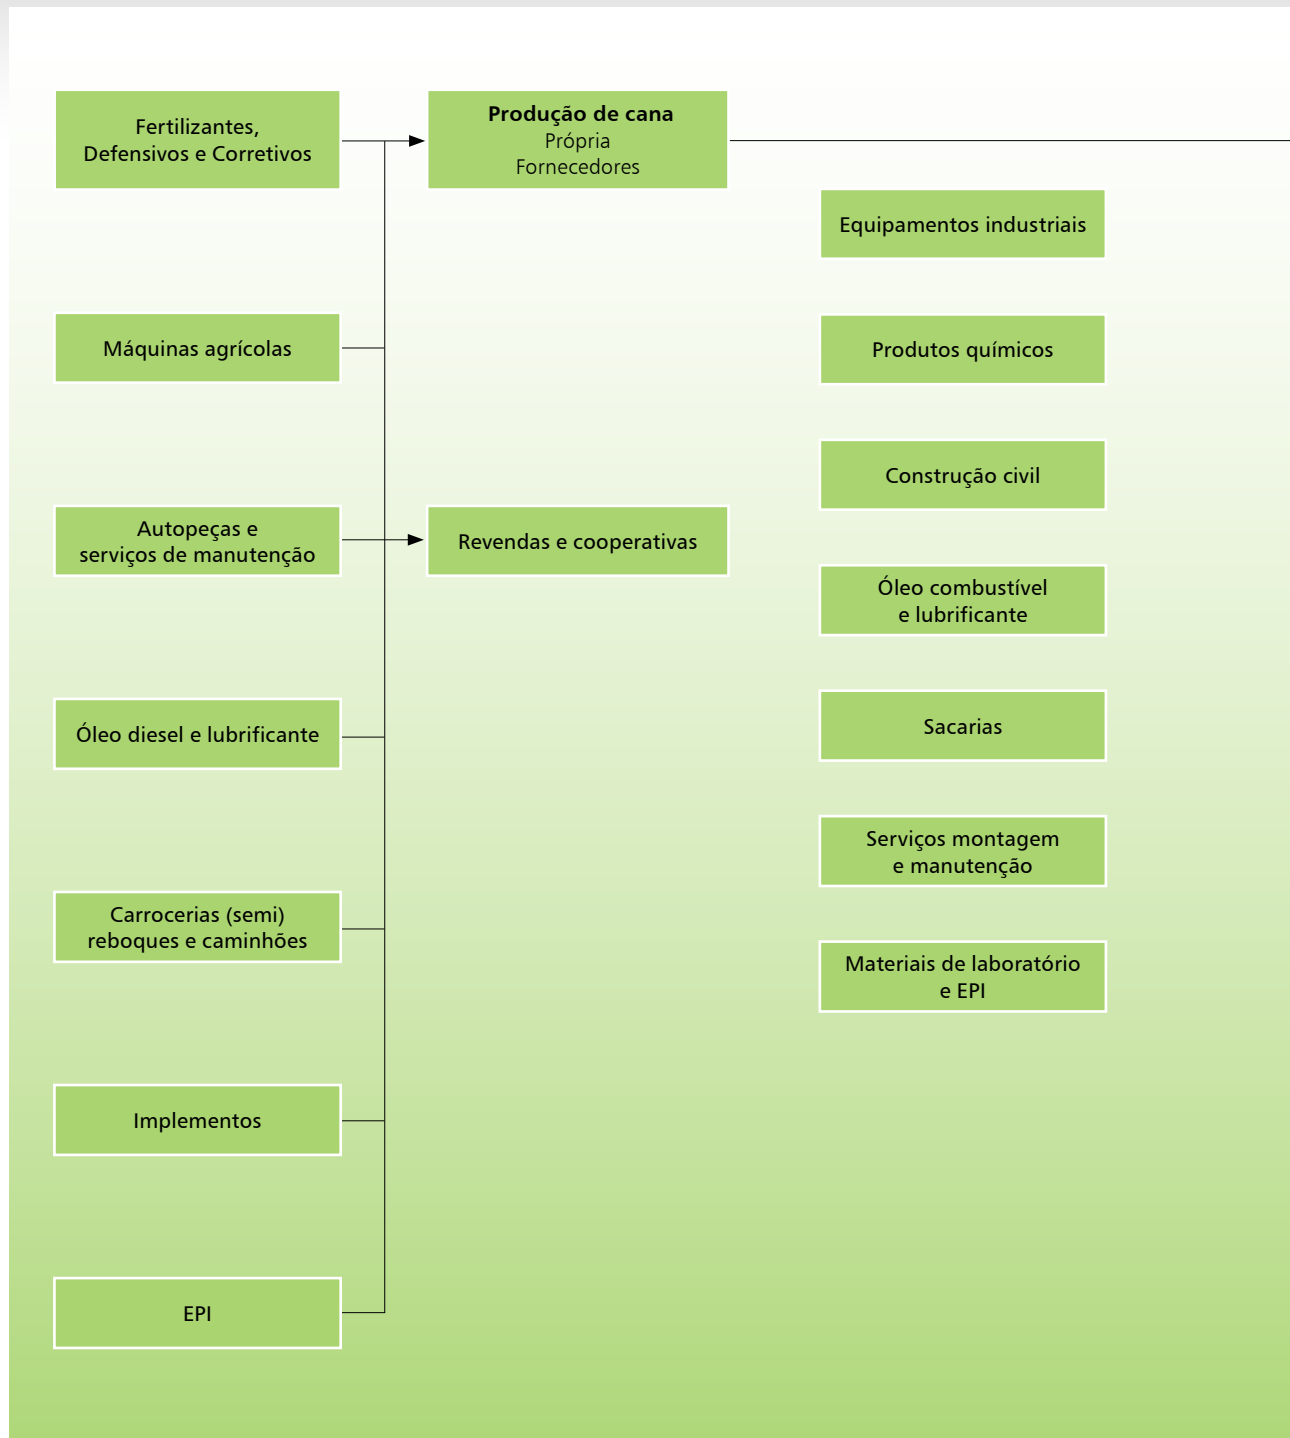 Fertilizantes,
Defensivos e Corretivos
Máquinas agrícolas
Autopeças e
serviços de manutenção
Óleo diesel e lubrificante
Carrocerias (semi)
reboques e caminhões
Implementos
EPI
Produção de cana
Própria
Fornecedores
Revendas e cooperativas
Equipamentos industriais
Produtos químicos
Construção civil
Óleo combustível
e lubrificante
Sacarias
Serviços montagem
e manutenção
Materiais de laboratório
e EPI